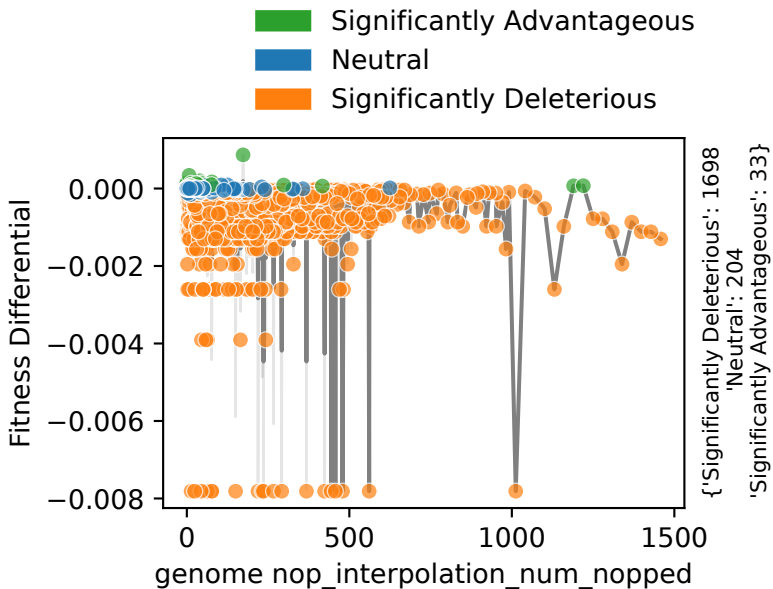 Significantly Advantageous
Neutral
Significantly Deleterious
0.000
−0.002
−0.004
−0.006
−0.008
Fitness Differential
0
500
1000
1500
genome nop_interpolation_num_nopped
{'Significantly Deleterious': 1698
'Neutral': 204
'Significantly Advantageous': 33}